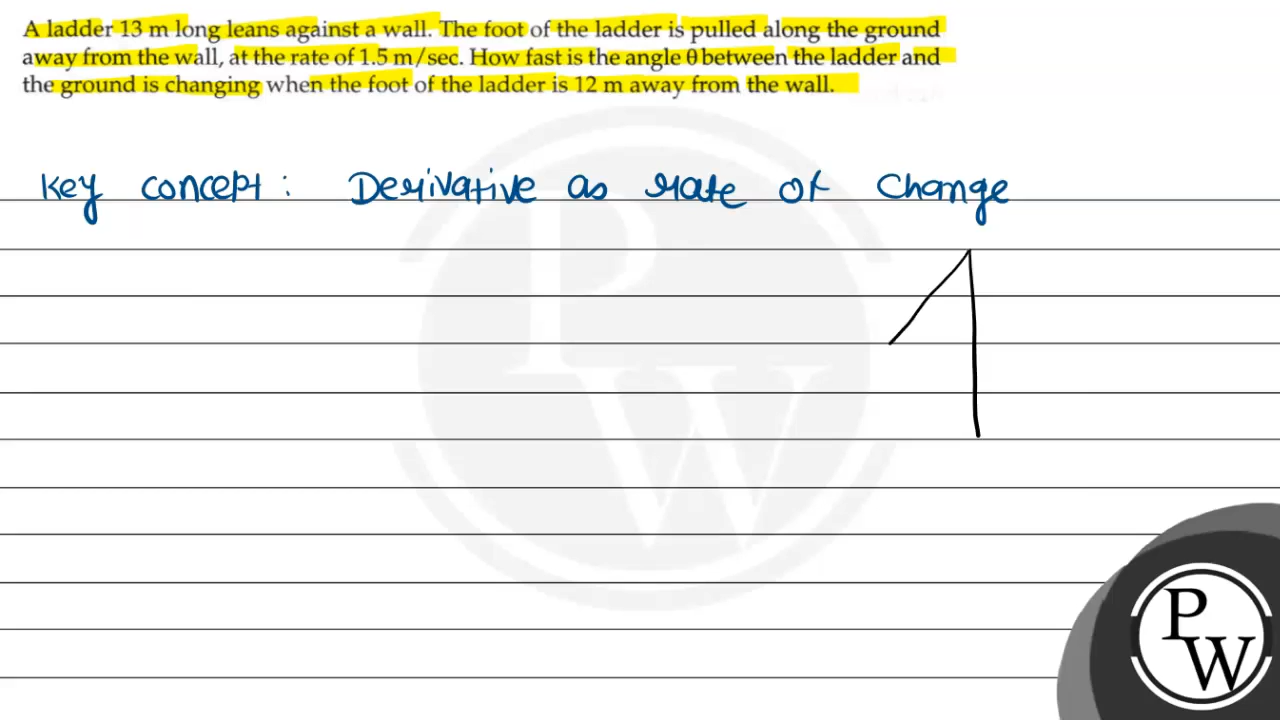 A ladder 13 m long leans against a wall. The foot of the ladder is pulled along the ground
away from the wall, at the rate of 1.5 m/sec. How fast is the angle θ between the ladder and
the ground is changing when the foot of the ladder is 12 m away from the wall.
Key concept: Derivative as rate of change
P
W
P
W